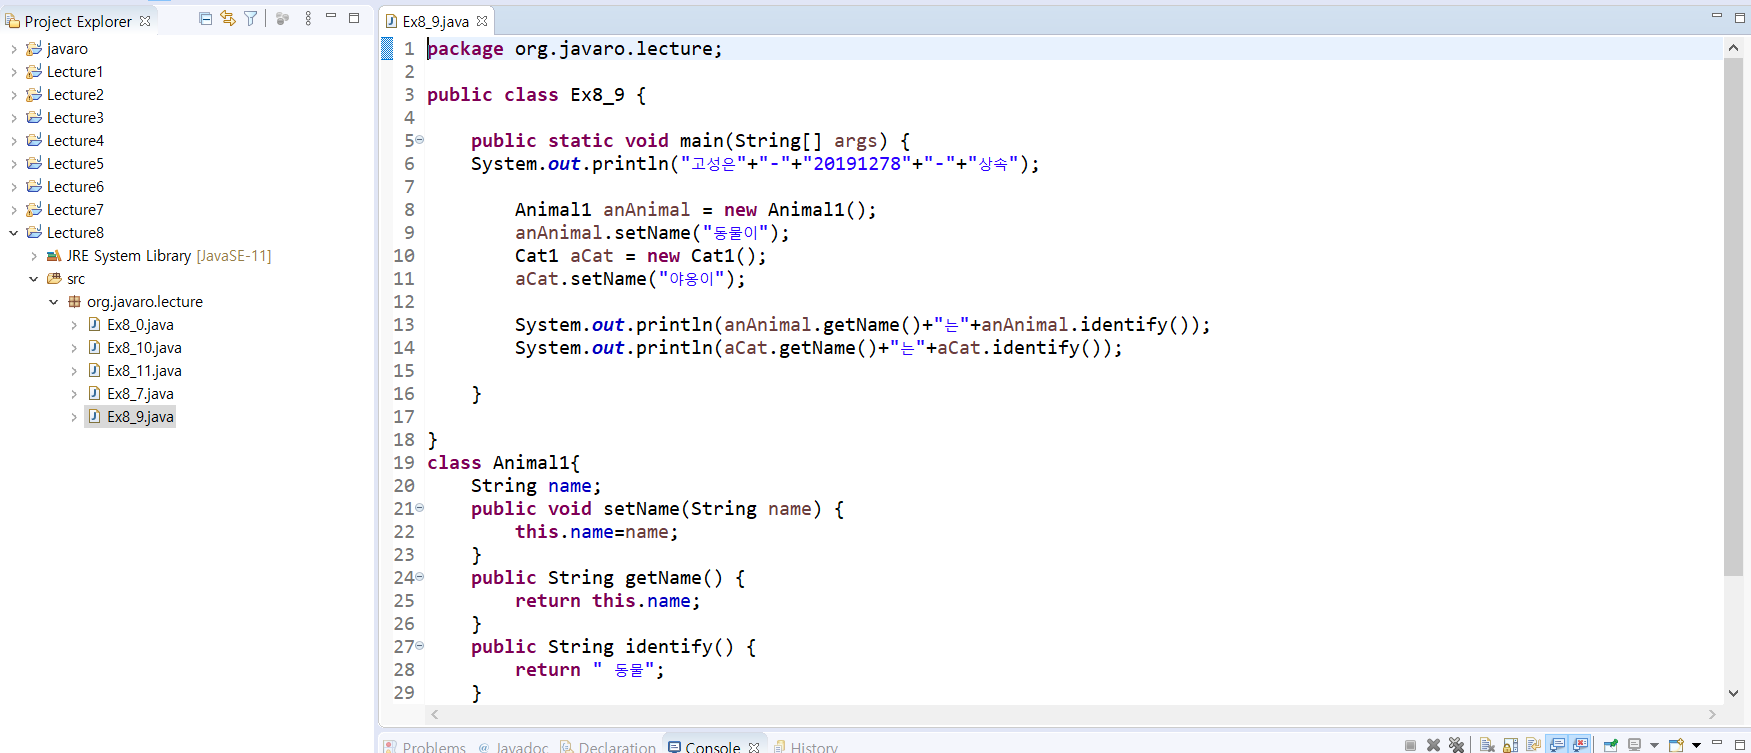 Project Explorer
javaro
Lecture1
Lecture2
Lecture3
Lecture4
Lecture5
Lecture6
Lecture7
Lecture8
JRE System Library [JavaSE-11]
src
org.javaro.lecture
Ex8_0.java
Ex8_10.java
Ex8_11.java
Ex8_7.java
Ex8_9.java
Ex8_9.java
1 package org.javaro.lecture;
2
3 public class Ex8_9 {
4
5     public static void main(String[] args) {
6     System.out.println("고성은"+"-"+"20191278"+"-"+"상속");
7
8         Animal1 anAnimal = new Animal1();
9         anAnimal.setName("동물이");
10         Cat1 aCat = new Cat1();
11         aCat.setName("야옹이");
12
13         System.out.println(anAnimal.getName()+"는"+anAnimal.identify());
14         System.out.println(aCat.getName()+"는"+aCat.identify());
15
16     }
17
18 }
19 class Animal1{
20     String name;
21     public void setName(String name) {
22         this.name=name;
23     }
24     public String getName() {
25         return this.name;
26     }
27     public String identify() {
28         return " 동물";
29     }
Problems @ Javadoc Declaration Console History